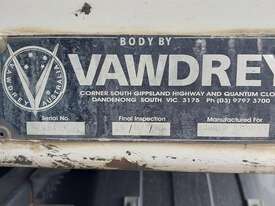 BODY BY
VAWDREY
VAWDREY AUSTRALIA
CORNER SOUTH GIPPSLAND HIGHWAY AND QUANTUM CLO
DANDENONG SOUTH VIC. 3175 Ph (03) 9797 3700
Serial No. Final Inspection Manufactured For